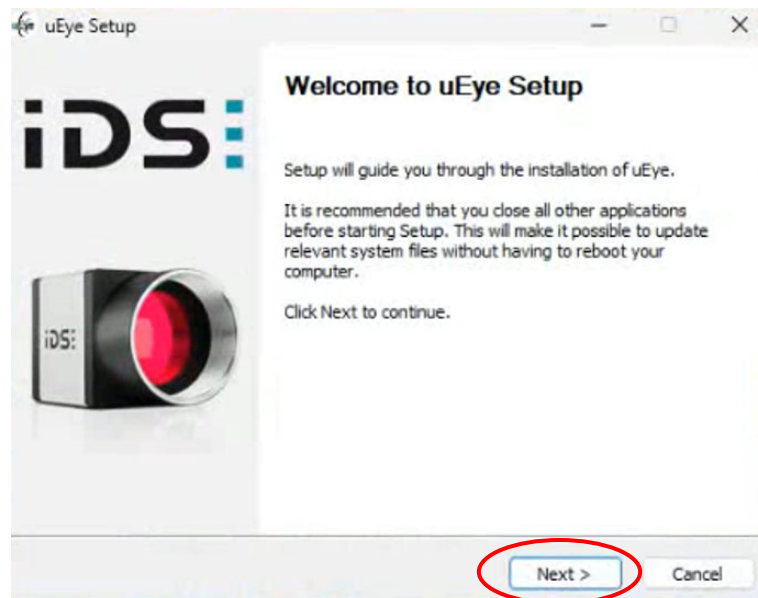 uEye Setup
iDS:
Welcome to uEye Setup
Setup will guide you through the installation of uEye.
It is recommended that you close all other applications
before starting Setup. This will make it possible to update
relevant system files without having to reboot your
computer.
Click Next to continue.
iDS:
Next >
Cancel